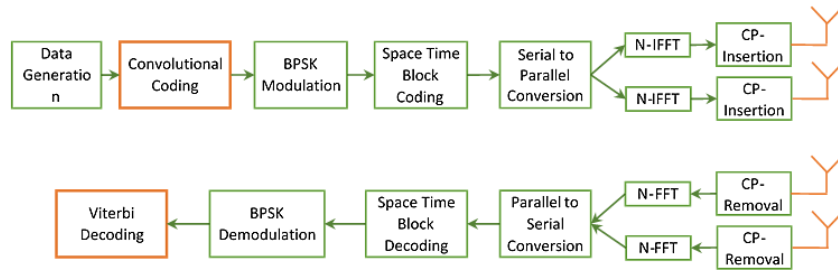 Data
Generatio
n
Convolutional
Coding
BPSK
Modulation
Space Time
Block
Coding
Serial to
Parallel
Conversion
N-IFFT
CP-
Insertion
N-IFFT
CP-
Insertion
Viterbi
Decoding
BPSK
Demodulation
Space Time
Block
Decoding
Parallel to
Serial
Conversion
N-FFT
CP-
Removal
N-FFT
CP-
Removal